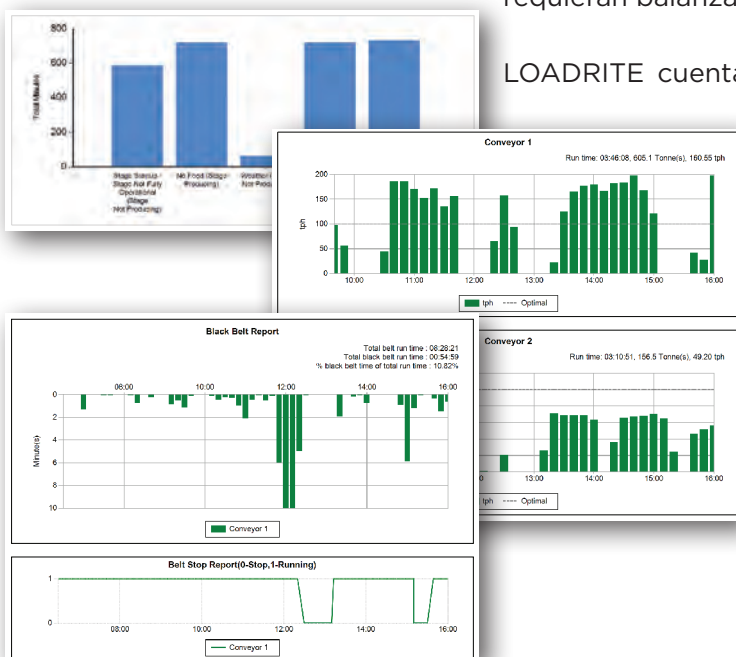 requieran balanza
LOADRITE cuenta
800
600
400
200
0
Total Minutes
No Feed (Stage
Producing)
Stage Not Fully
Operational
(Stage
Not Producing)
Conveyor 1
Run time: 03:46:08, 605.1 Tonne(s), 160.55 tph
200
150
100
50
0
tph
10:00 11:00 12:00 13:00 14:00 15:00 16:00
tph ---- Optimal
Conveyor 2
Run time: 03:10:51, 156.5 Tonne(s), 49.20 tph
13:00 14:00 15:00 16:00
tph ---- Optimal
Black Belt Report
Total belt run time : 08:28:21
Total black belt run time : 00:54:59
% black belt time of total run time : 10.82%
08:00 10:00 12:00 14:00 16:00
0
2
4
6
8
10
Minute(s)
Conveyor 1
Belt Stop Report(0-Stop,1-Running)
1
0
08:00 10:00 12:00 14:00 16:00
Conveyor 1